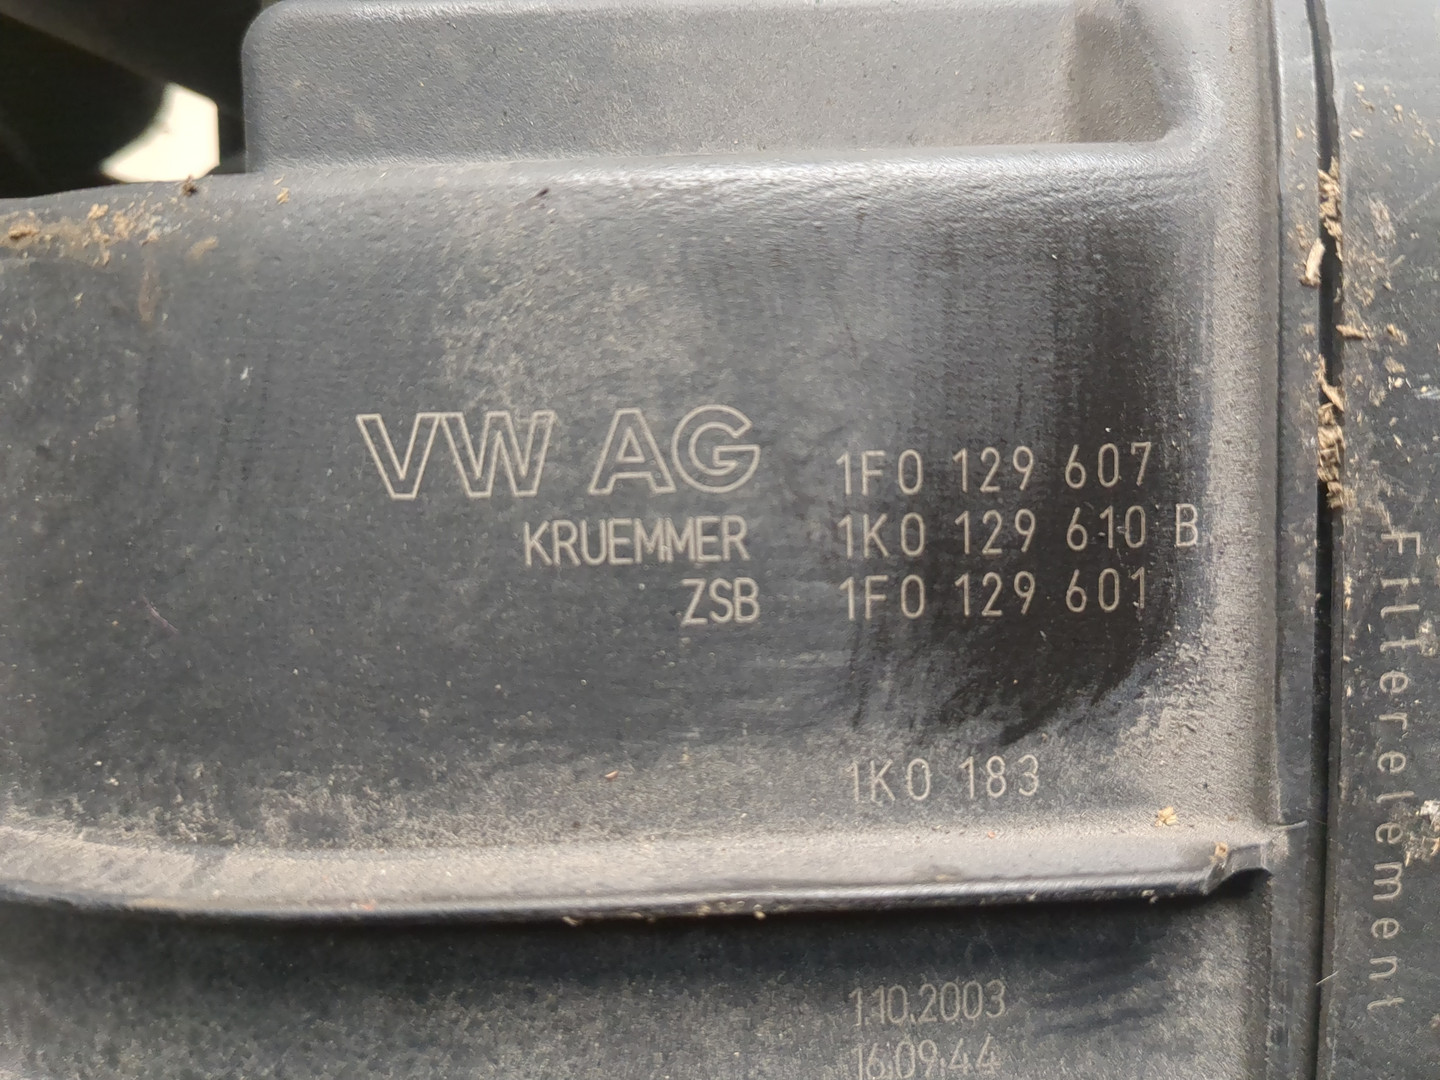 VW AG
1F0 129 607
KRUEMMER 1K0 129 610 B
ZSB 1F0 129 601
1K0 183
1.10.2003
16.09.44
Filterelement